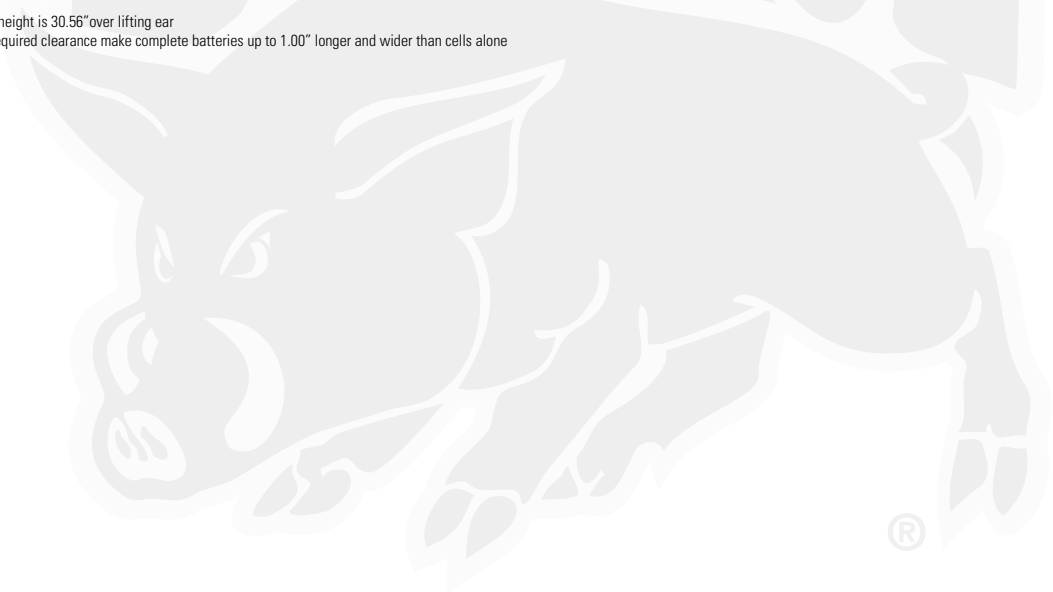 height is 30.56”over lifting ear
equired clearance make complete batteries up to 1.00” longer and wider than cells alone
®